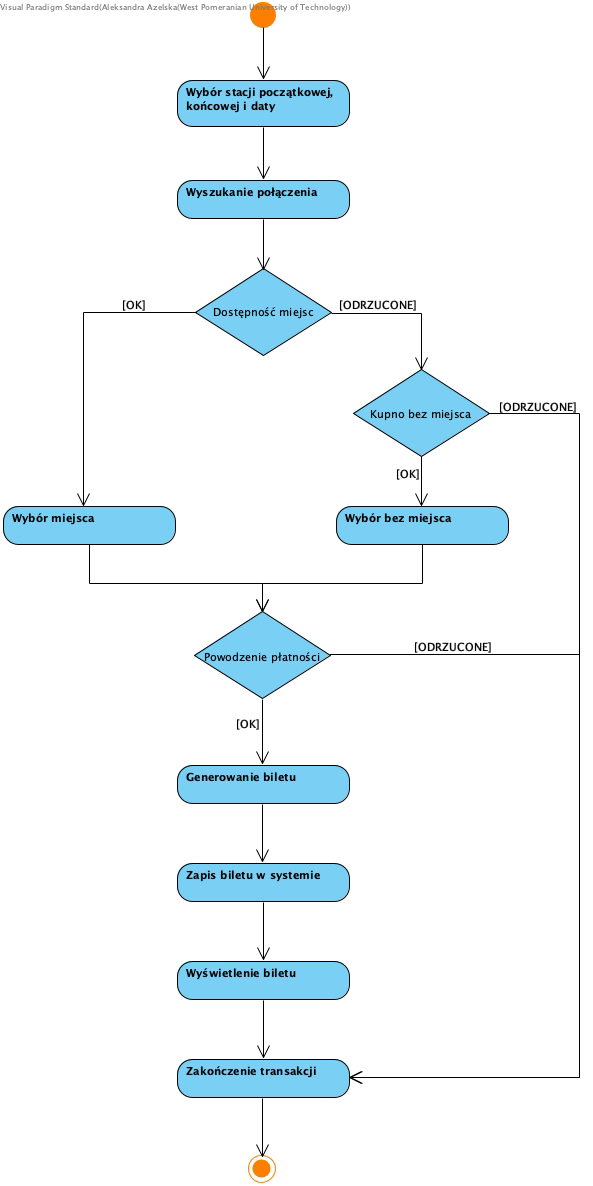 Visual Paradigm Standard(Aleksandra Azelska(West Pomeranian University of Technology))
Wybór stacji początkowej,
końcowej i daty
Wyszukanie połączenia
Dostępność miejsc
[OK]
[ODRZUCONE]
Kupno bez miejsca
[ODRZUCONE]
[OK]
Wybór miejsca
Wybór bez miejsca
Powodzenie płatności
[ODRZUCONE]
[OK]
Generowanie biletu
Zapis biletu w systemie
Wyświetlenie biletu
Zakończenie transakcji